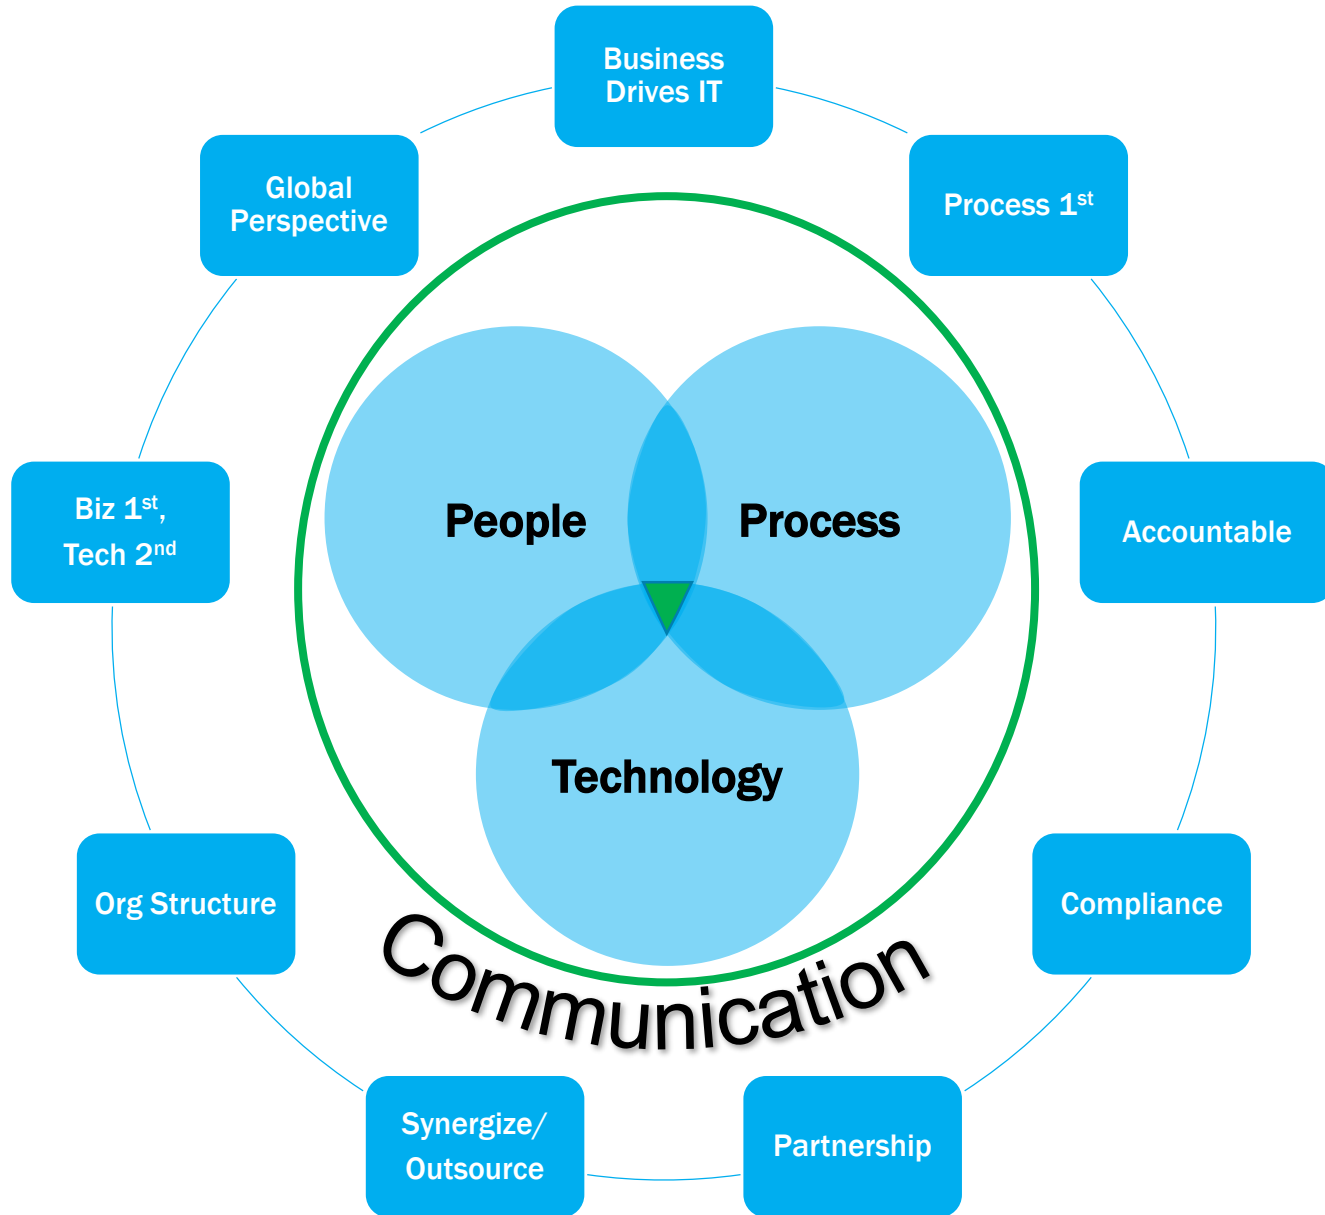 Business
Drives IT
Process 1st
Global
Perspective
Accountable
Biz 1st,
Tech 2nd
People
Process
Technology
Compliance
Org Structure
Communication
Partnership
Synergize/
Outsource